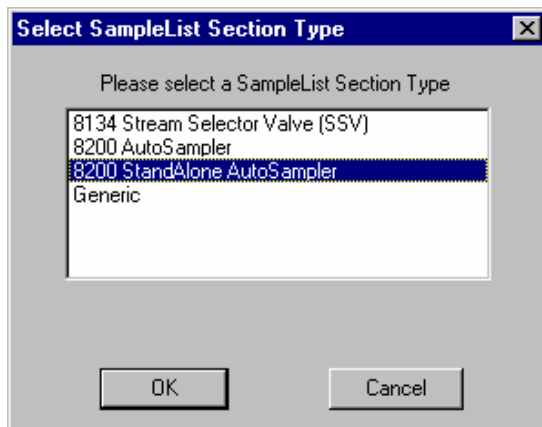 Select SampleList Section Type
Please select a SampleList Section Type
8134 Stream Selector Valve (SSV)
8200 AutoSampler
8200 StandAlone AutoSampler
Generic
OK
Cancel